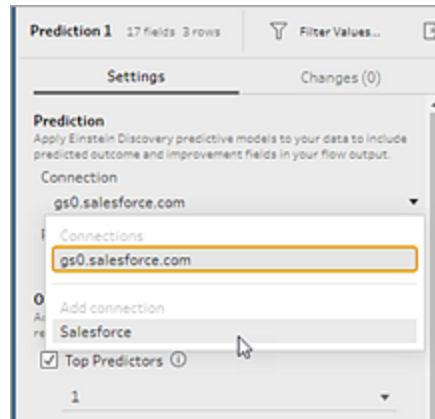 Prediction 1 17 fields 3 rows Filter Values...
Settings Changes (0)
Prediction
Apply Einstein Discovery predictive models to your data to include
predicted outcome and improvement fields in your flow output.
Connection
gs0.salesforce.com
Connections
gs0.salesforce.com
Add connection
Salesforce
Top Predictors
1